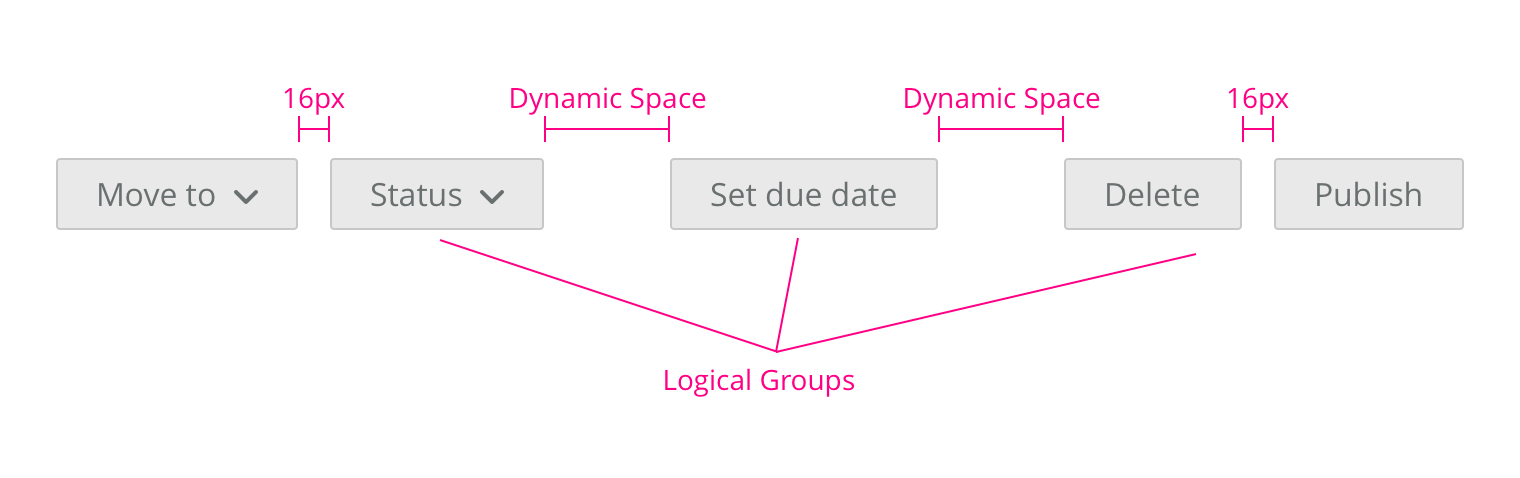 16px Dynamic Space Dynamic Space 16px
Move to Status Set due date Delete Publish
Logical Groups